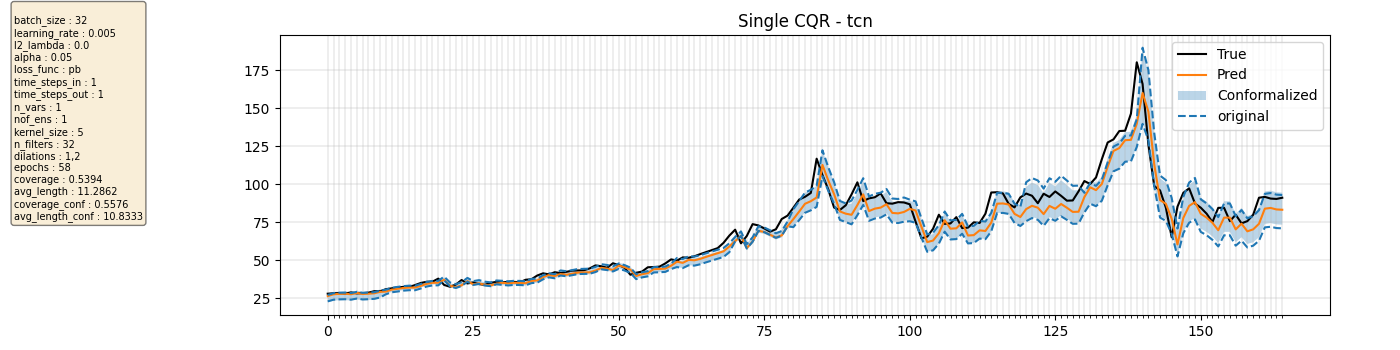 batch_size : 32
learning_rate : 0.005
l2_lambda : 0.0
alpha : 0.05
loss_func : pb
time_steps_in : 1
time_steps_out : 1
n_vars : 1
nof_ens : 1
kernel_size : 5
n_filters : 32
dilations : 1,2
epochs : 58
coverage : 0.5394
avg_length : 11.2862
coverage_conf : 0.5576
avg_length_conf : 10.8333
Single CQR - tcn
True
Pred
Conformalized
original
175
150
125
100
75
50
25
0 25 50 75 100 125 150